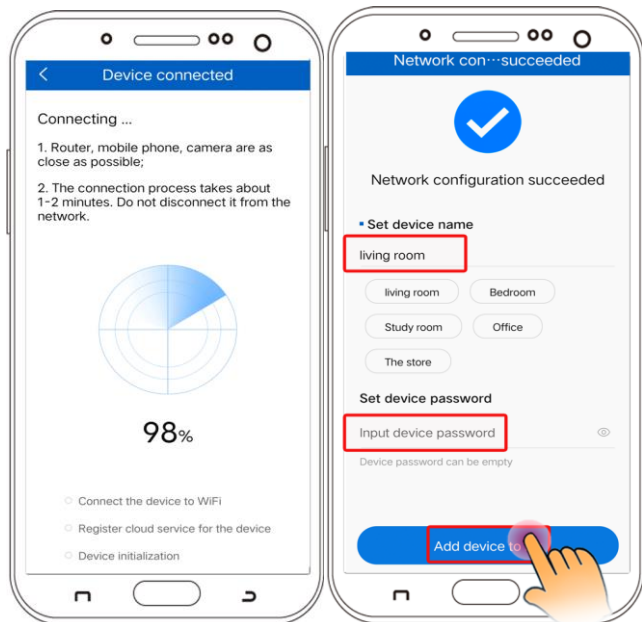 Device connected
Connecting ...
1. Router, mobile phone, camera are as
close as possible;
2. The connection process takes about
1-2 minutes. Do not disconnect it from the
network.
98%
Connect the device to WiFi
Register cloud service for the device
Device initialization
Network con···succeeded
Network configuration succeeded
Set device name
living room
living room Bedroom
Study room Office
The store
Set device password
Input device password
Device password can be empty
Add device to